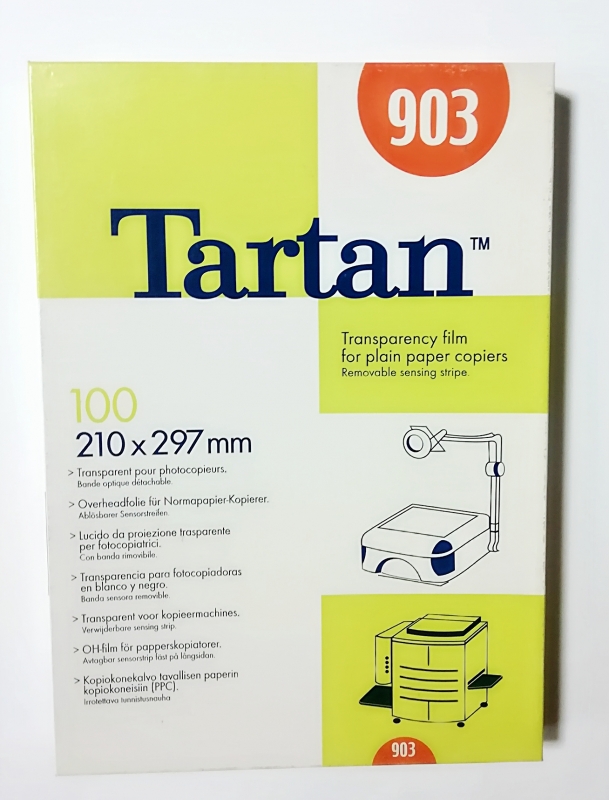 903
Tartan™
Transparency film
for plain paper copiers
Removable sensing stripe.
100
210 x 297 mm
> Transparent pour photocopieurs.
Bande optique détachable.
> Overheadfolie für Normapapier-Kopierer.
Ablösbarer Sensorstreifen.
> Lucido da proiezione trasparente
per fotocopiatrici.
Con banda rimovibile.
> Transparencia para fotocopiadoras
en blanco y negro.
Banda sensora removible.
> Transparent voor kopieermachines.
Verwijderbare sensing strip.
> OH-film för papperskopiatorer.
Avtagbar sensorstrip läst på långsidan.
> Kopiokonekalvo tavallisen paperin
kopiokoneisiin (PPC).
Irrotettava tunnistusnauha
903